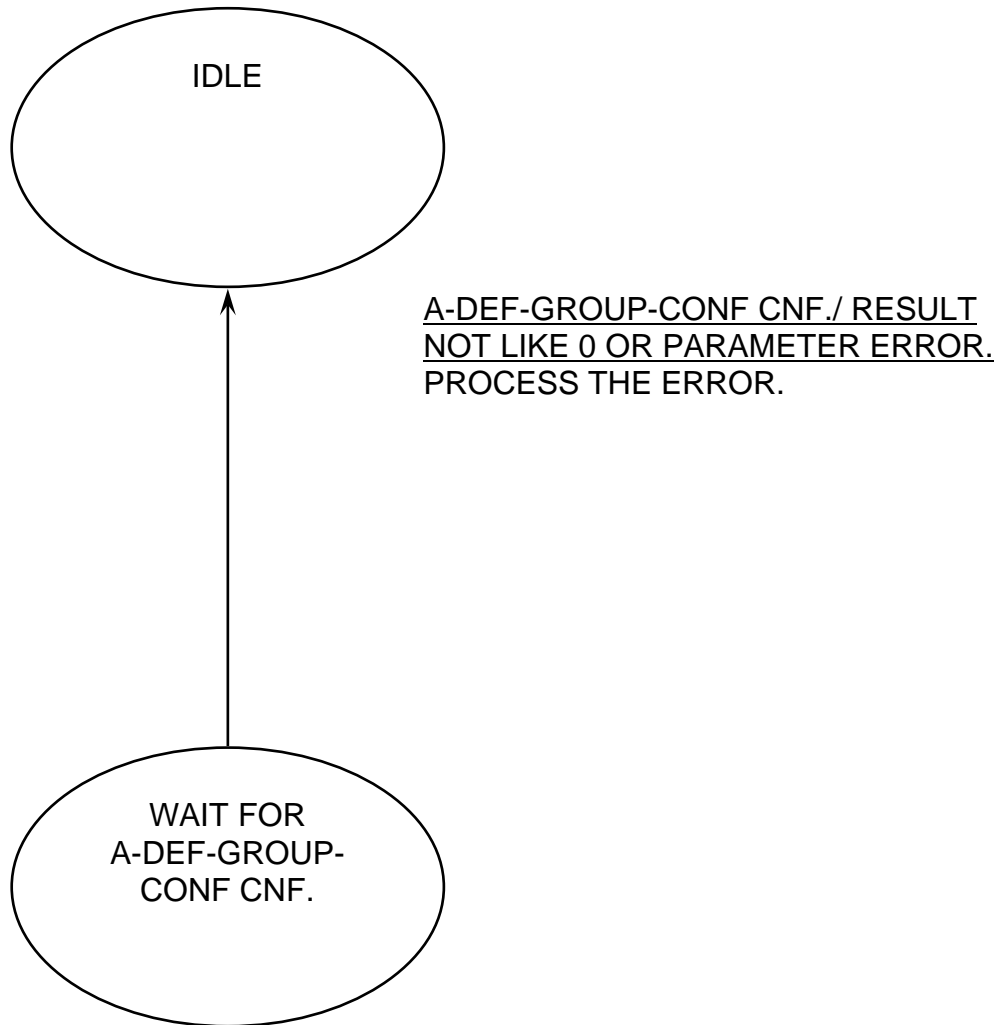 IDLE
A-DEF-GROUP-CONF CNF./ RESULT
NOT LIKE 0 OR PARAMETER ERROR.
PROCESS THE ERROR.
WAIT FOR
A-DEF-GROUP-
CONF CNF.